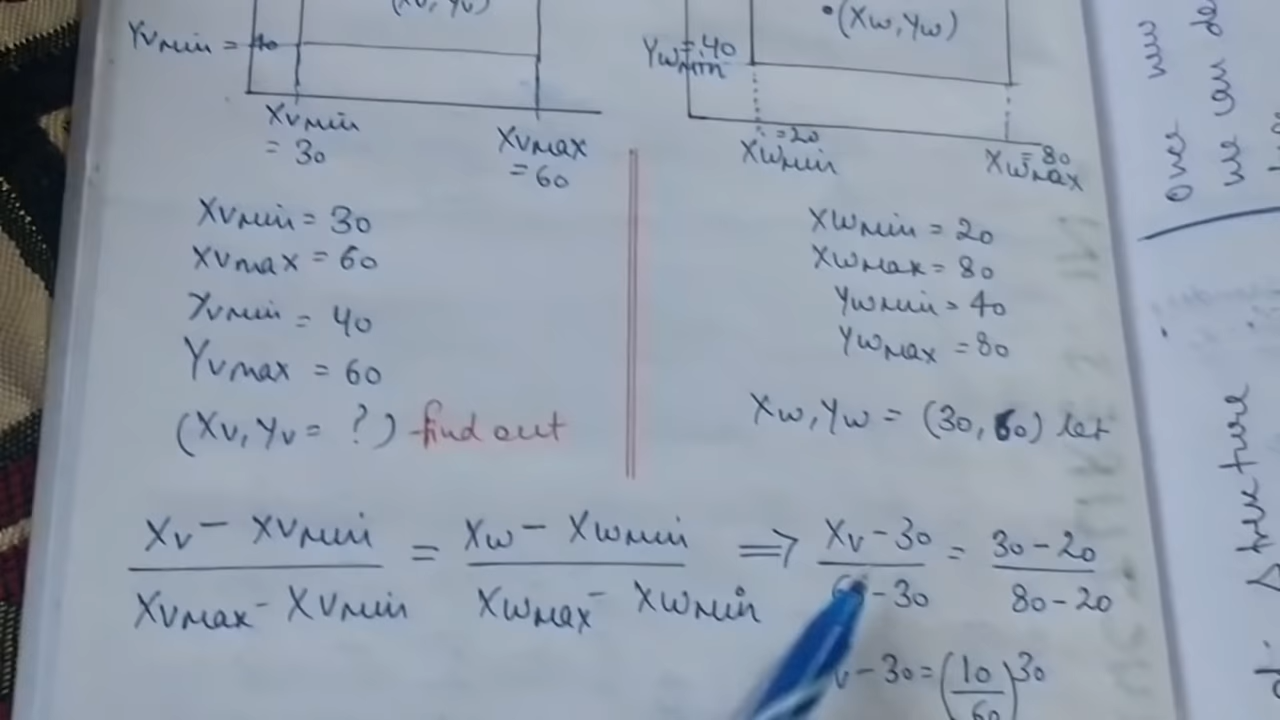 (Xv, Yv)
Yvmin = 40
Xvmin
= 30
Xvmax
= 60
•(Xw, Yw)
Ywmin = 40
Xwmin = 20
Xwmax = 80
Xvmin = 30
Xvmax = 60
Yvmin = 40
Yvmax = 60
(Xv, Yv = ?) find out
Xwmin = 20
Xwmax = 80
Ywmin = 40
Ywmax = 80
Xw, Yw = (30, 60) let
Xv - Xvmin / Xvmax - Xvmin = Xw - Xwmin / Xwmax - Xwmin => Xv - 30 / 60 - 30 = 30 - 20 / 80 - 20
v - 30 = (10/60) 30